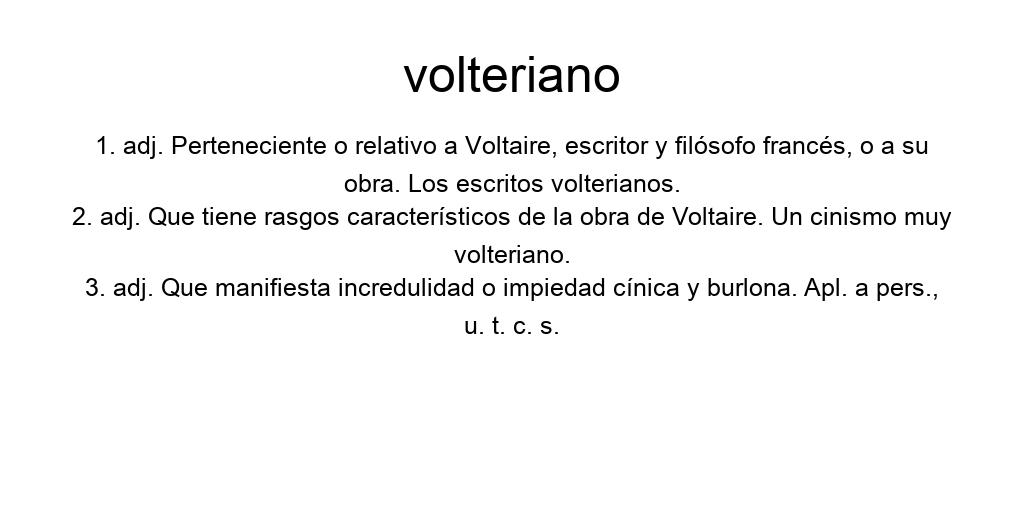 volteriano
1. adj. Perteneciente o relativo a Voltaire, escritor y filósofo francés, o a su
obra. Los escritos volterianos.
2. adj. Que tiene rasgos característicos de la obra de Voltaire. Un cinismo muy
volteriano.
3. adj. Que manifiesta incredulidad o impiedad cínica y burlona. Apl. a pers.,
u. t. c. s.